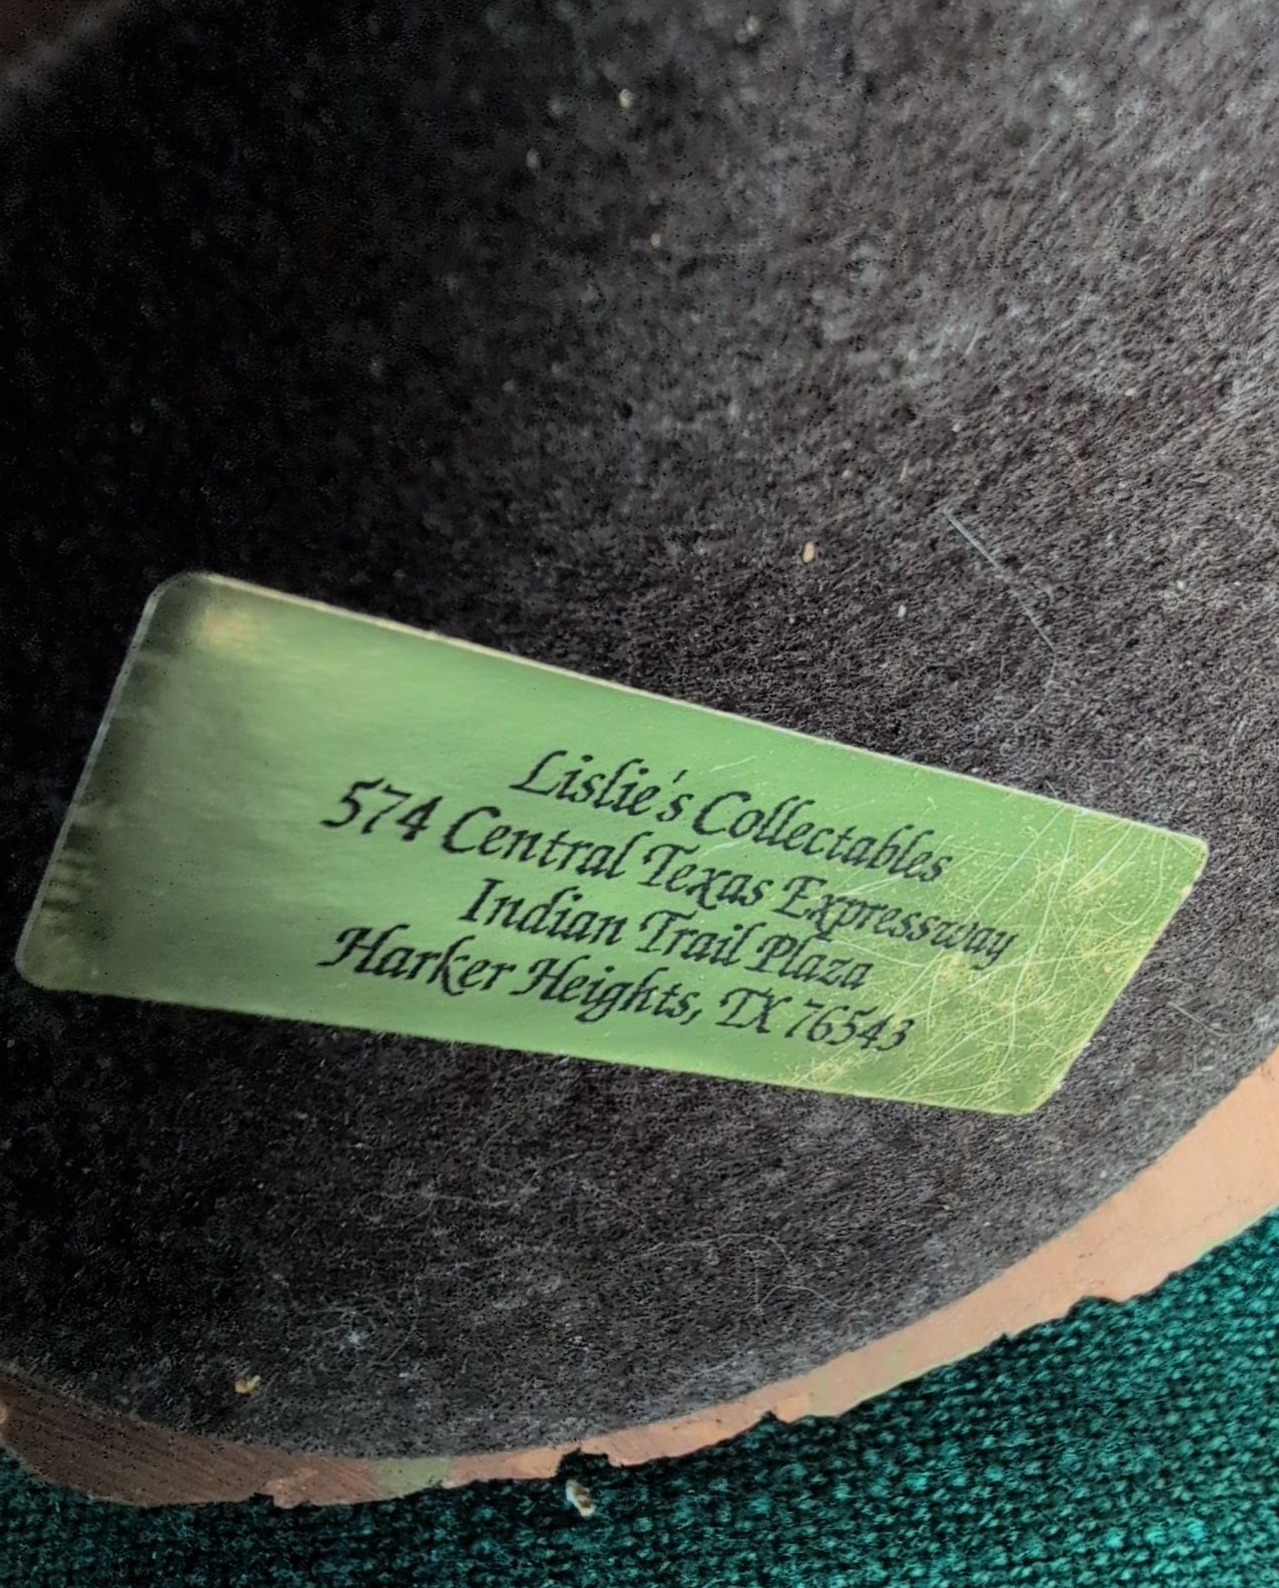 Lislie's Collectables
574 Central Texas Expressway
Indian Trail Plaza
Harker Heights, TX 76543